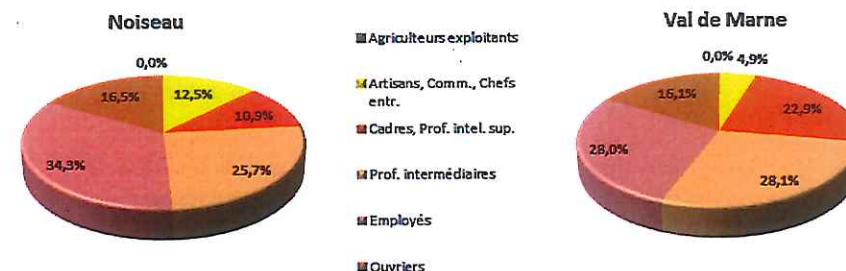 Noiseau
0,0%
12,5%
10,9%
25,7%
34,3%
16,5%
Agriculteurs exploitants
Artisans, Comm., Chefs
entr.
Cadres, Prof. intel. sup.
Prof. intermédiaires
Employés
Ouvriers
Val de Marne
0,0%
4,9%
22,9%
28,1%
28,0%
16,1%